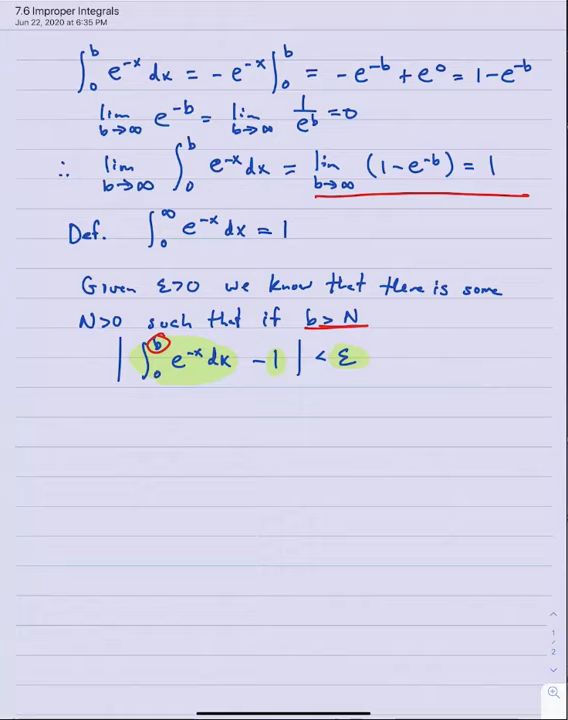 7.6 Improper Integrals
Jun 22, 2020 at 6:35 PM
∫₀ᵇ e⁻ˣ dx = -e⁻ˣ |₀ᵇ = -e⁻ᵇ + e⁰ = 1 - e⁻ᵇ
lim b→∞ e⁻ᵇ = lim b→∞ 1/eᵇ = 0
∴ lim b→∞ ∫₀ᵇ e⁻ˣ dx = lim b→∞ (1 - e⁻ᵇ) = 1
Def. ∫₀^∞ e⁻ˣ dx = 1
Given ε>0 we know that there is some
N>0 such that if b > N
| ∫₀ᵇ e⁻ˣ dx - 1 | < ε
1
/
2